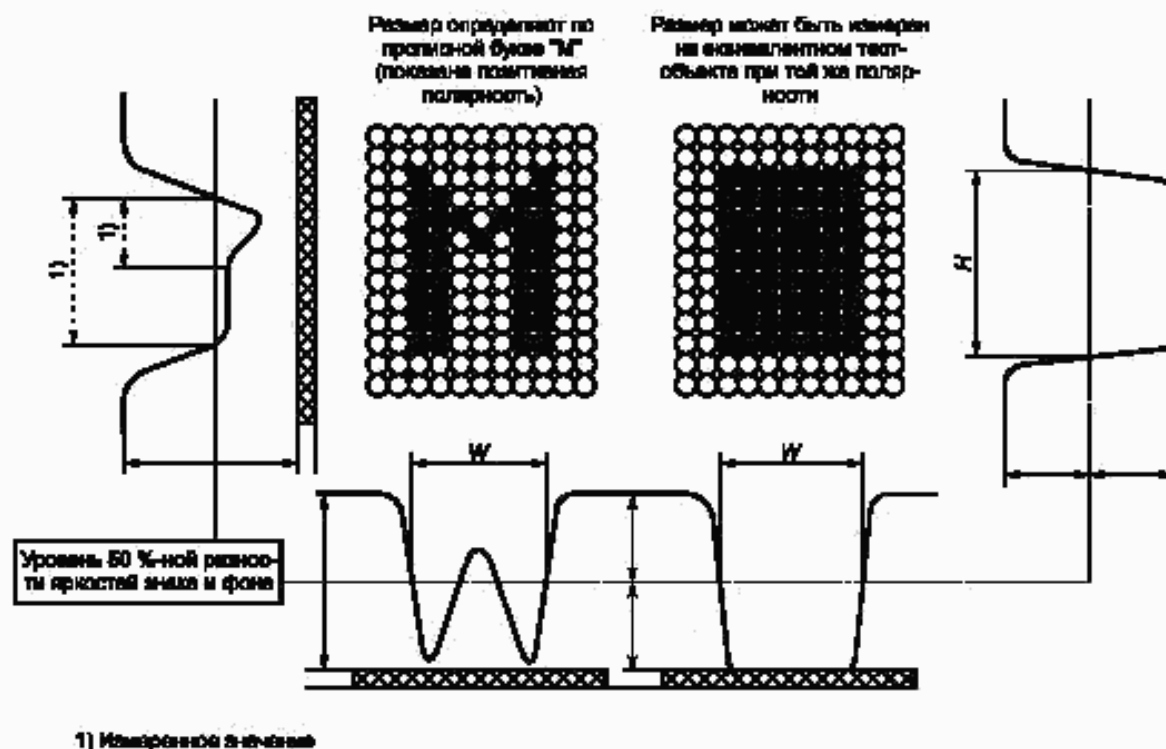 Размер определяют по
прописной букве "М"
(показана позитивная
полярность)
Размер может быть измерен
на эквивалентном тест-
объекте при той же поляр-
ности
1)
1)
H
W
W
Уровень 50 %-ной разнос-
ти яркостей знака и фона
1) Измеренное значение